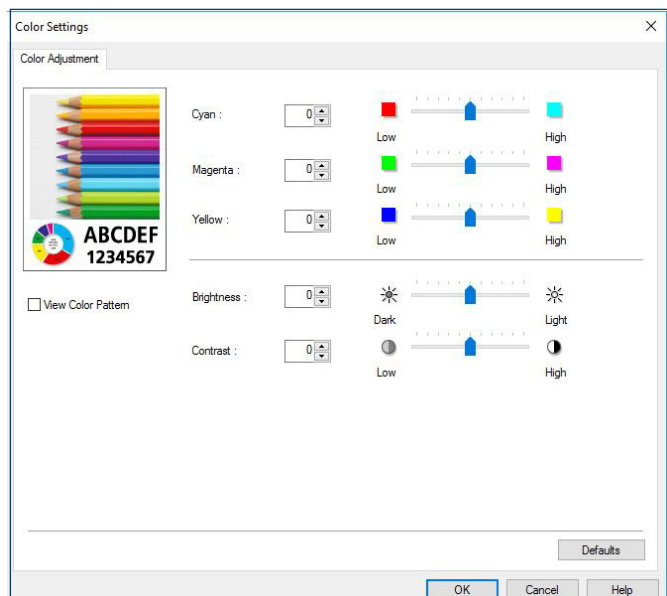 Color Settings
Color Adjustment
Cyan : 0
Low High
Magenta : 0
Low High
Yellow : 0
Low High
ABCDEF
1234567
View Color Pattern
Brightness : 0
Dark Light
Contrast : 0
Low High
Defaults
OK Cancel Help